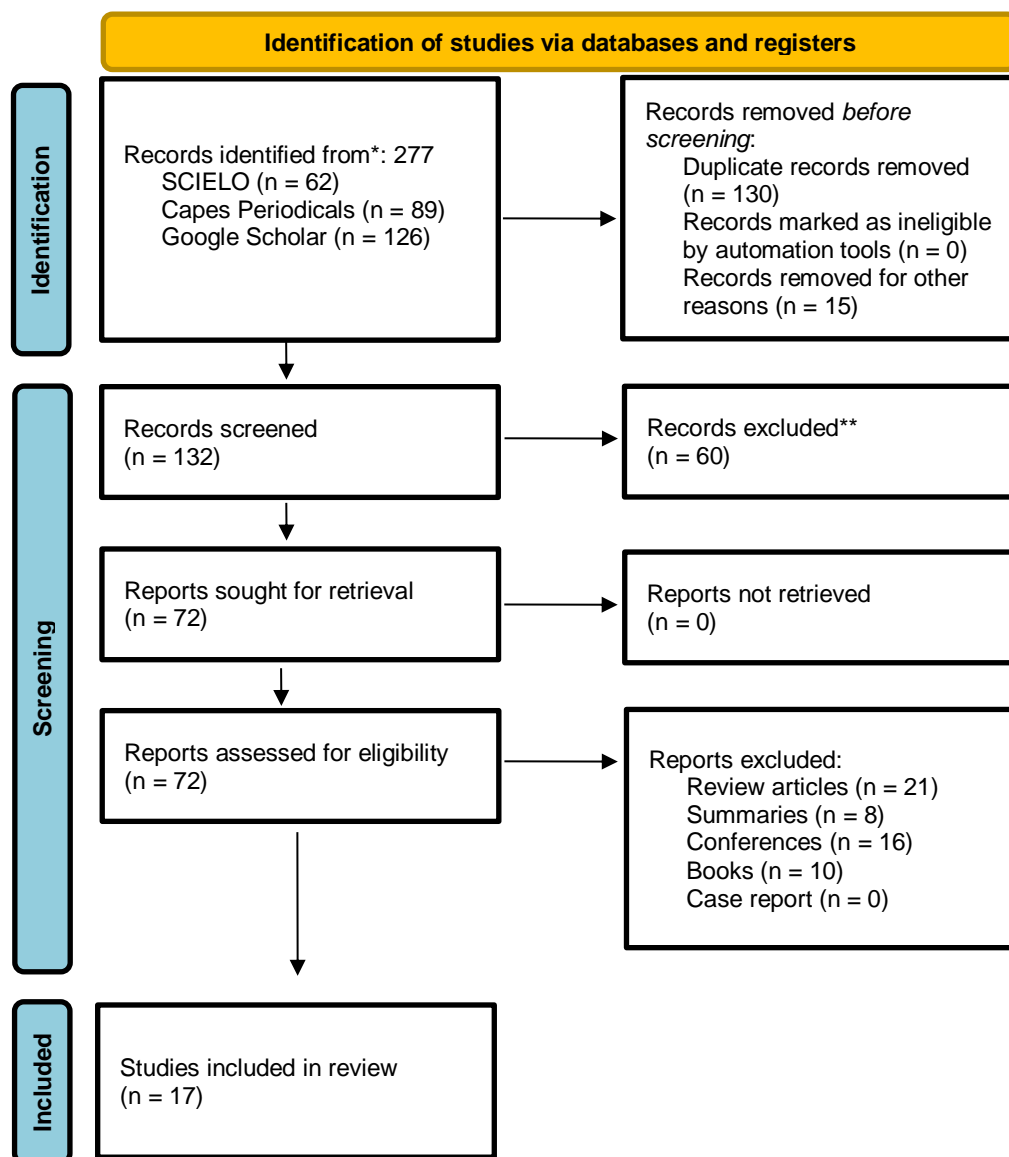 Identification of studies via databases and registers
Identification
Records identified from*: 277
SCIELO (n = 62)
Capes Periodicals (n = 89)
Google Scholar (n = 126)
Records removed before
screening:
Duplicate records removed
(n = 130)
Records marked as ineligible
by automation tools (n = 0)
Records removed for other
reasons (n = 15)
Screening
Records screened
(n = 132)
Records excluded**
(n = 60)
Reports sought for retrieval
(n = 72)
Reports not retrieved
(n = 0)
Reports assessed for eligibility
(n = 72)
Reports excluded:
Review articles (n = 21)
Summaries (n = 8)
Conferences (n = 16)
Books (n = 10)
Case report (n = 0)
Included
Studies included in review
(n = 17)